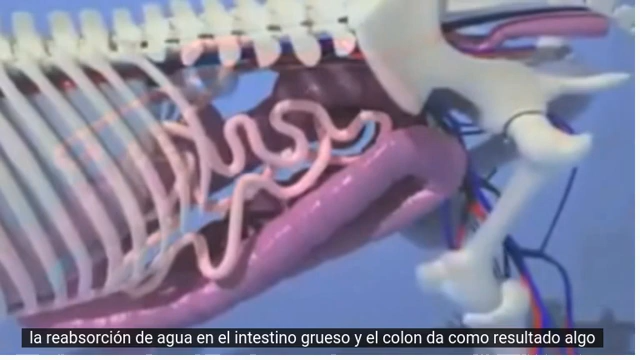 la reabsorción de agua en el intestino grueso y el colon da como resultado algo